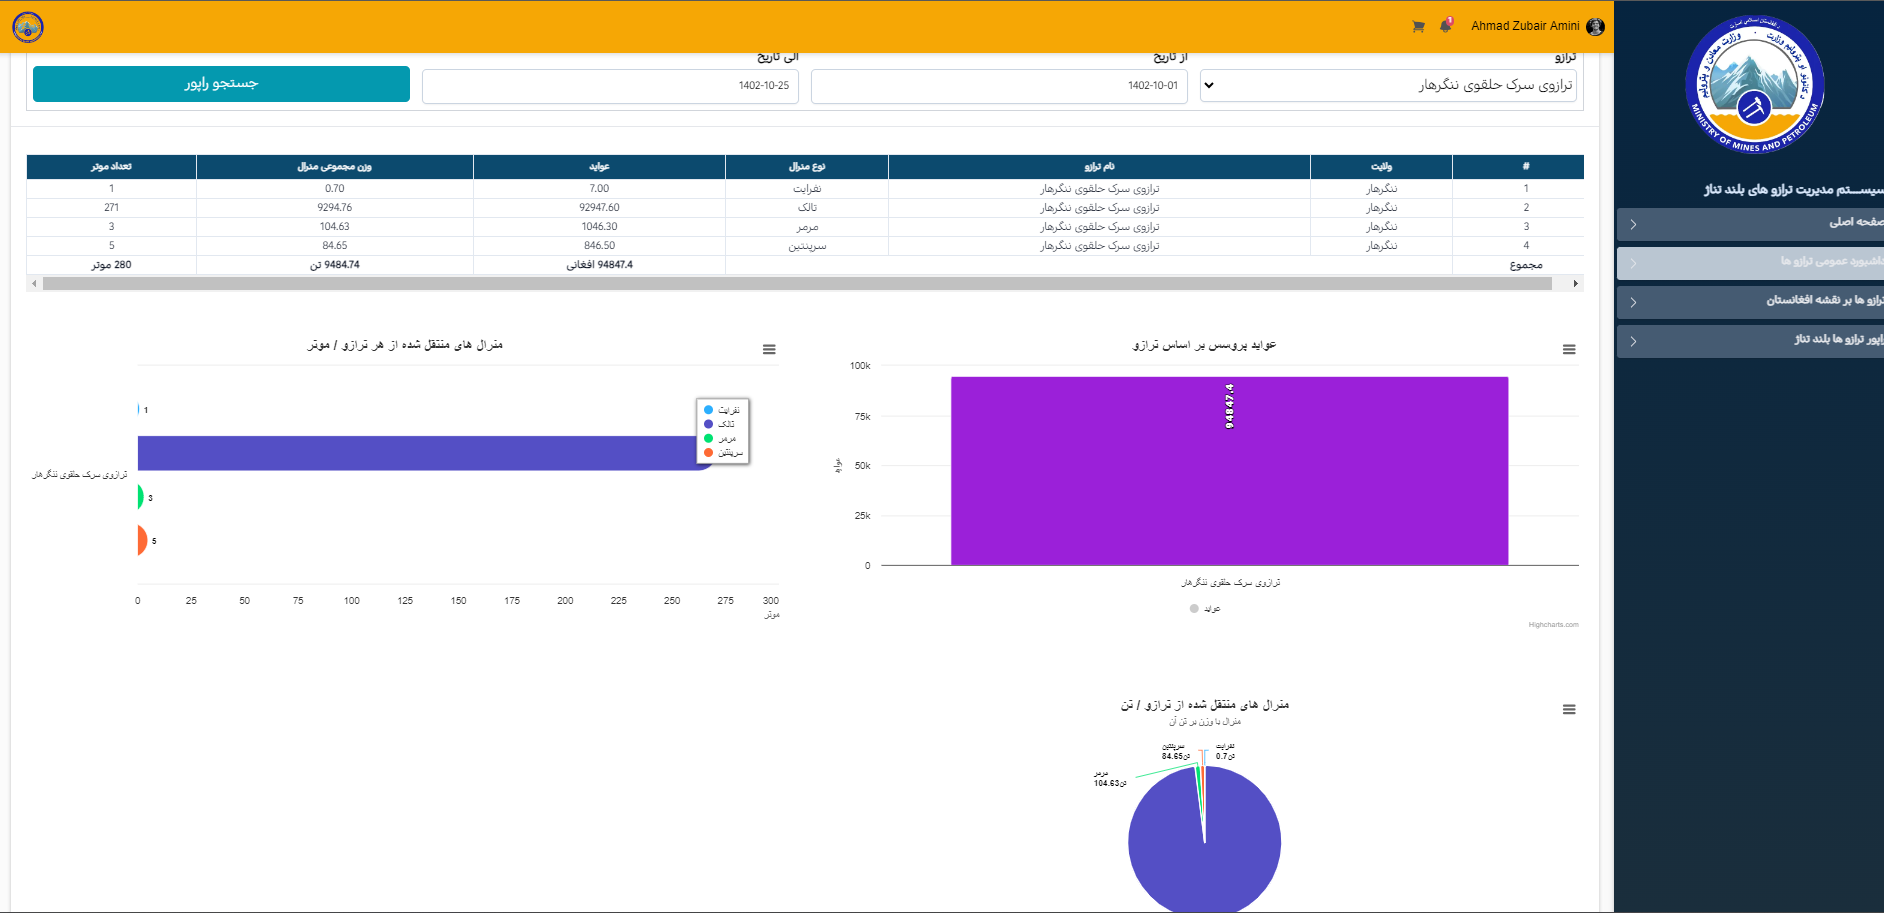 Ahmad Zubair Amini
1
د افغانستان اسلامي امارت
وزارت معادن و پترولیم
د کانونو او پترولیم وزارت
MINISTRY OF MINES AND PETROLEUM
سیســتم مدیریت ترازو های بلند تناژ
صفحه اصلی
داشبورد عمومی ترازو ها
ترازو ها بر نقشه افغانستان
راپور ترازو ها بلند تناژ
ترازو
از تاریخ
الی تاریخ
ترازوی سرک حلقوی ننگرهار
1402-10-01
1402-10-25
جستجو راپور
# ولایت نام ترازو نوع منرال عواید وزن مجموعی منرال تعداد موتر
1 ننگرهار ترازوی سرک حلقوی ننگرهار نفرایت 7.00 0.70 1
2 ننگرهار ترازوی سرک حلقوی ننگرهار تالک 92947.60 9294.76 271
3 ننگرهار ترازوی سرک حلقوی ننگرهار مرمر 1046.30 104.63 3
4 ننگرهار ترازوی سرک حلقوی ننگرهار سرپنتین 846.50 84.65 5
مجموع 94847.4 افغانی 9484.74 تن 280 موتر
عواید پروسس بر اساس ترازو
100k
75k
50k
25k
0
عواید
94847.4
ترازوی سرک حلقوی ننگرهار
عواید
Highcharts.com
منرال های منتقل شده از هر ترازو / موتر
نفرایت
تالک
مرمر
سرپنتین
1
3
5
ترازوی سرک حلقوی ننگرهار
0 25 50 75 100 125 150 175 200 225 250 275 300
موتر
منرال های منتقل شده از ترازو / تن
منرال با وزن بر تن آن
نفرایت
0.7تن
سرپنتین
84.65تن
مرمر
104.63تن